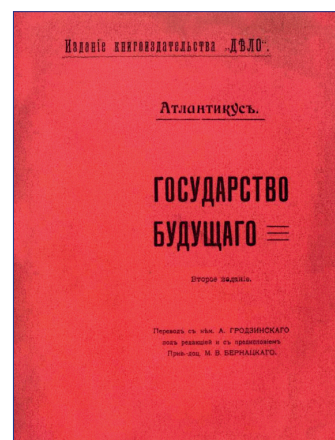 Изданіе книгоиздательства „ДѢЛО“.
Атлантикусъ.
ГОСУДАРСТВО
БУДУЩАГО
Второе изданіе.
Переводъ съ нѣм. А. ГРОДЗИНСКАГО
подъ редакціей и съ предисловіемъ
Прив.-доц. М. В. БЕРНАЦКАГО.